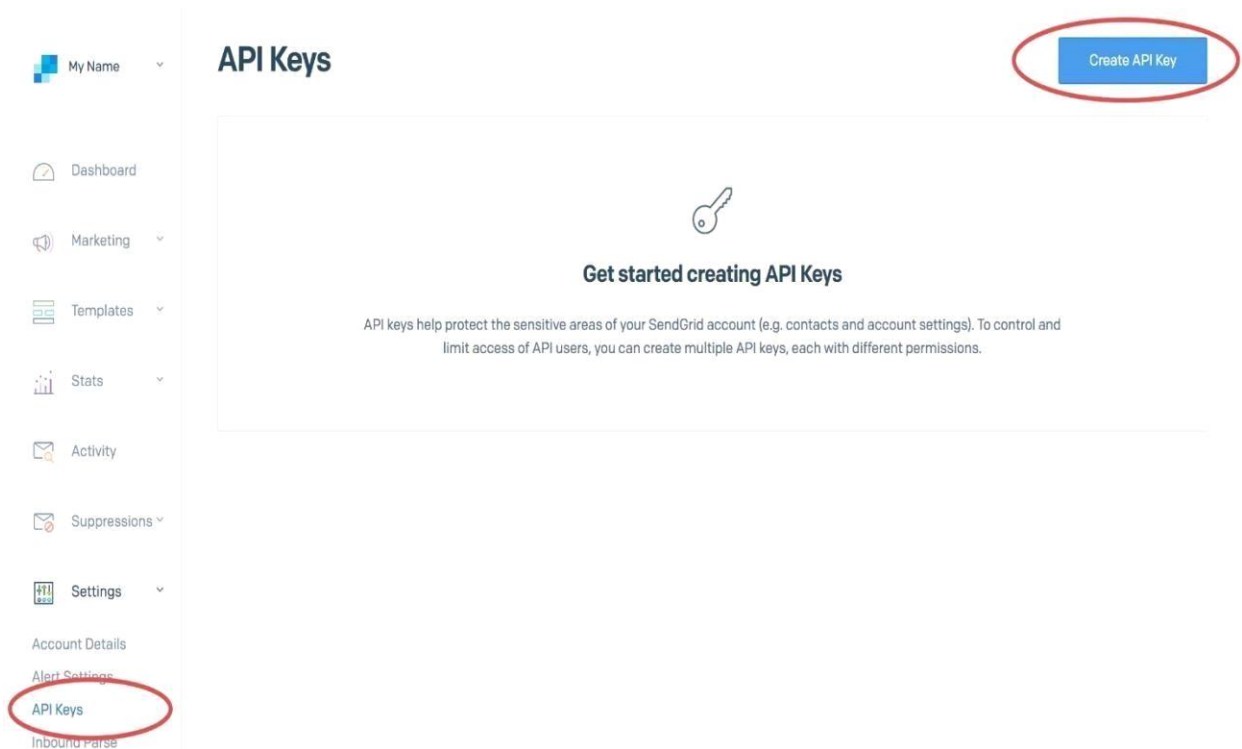 My Name
API Keys
Create API Key
Dashboard
Marketing
Templates
Stats
Activity
Suppressions
Settings
Account Details
Alert Settings
API Keys
Inbound Parse
Get started creating API Keys
API keys help protect the sensitive areas of your SendGrid account (e.g. contacts and account settings). To control and
limit access of API users, you can create multiple API keys, each with different permissions.